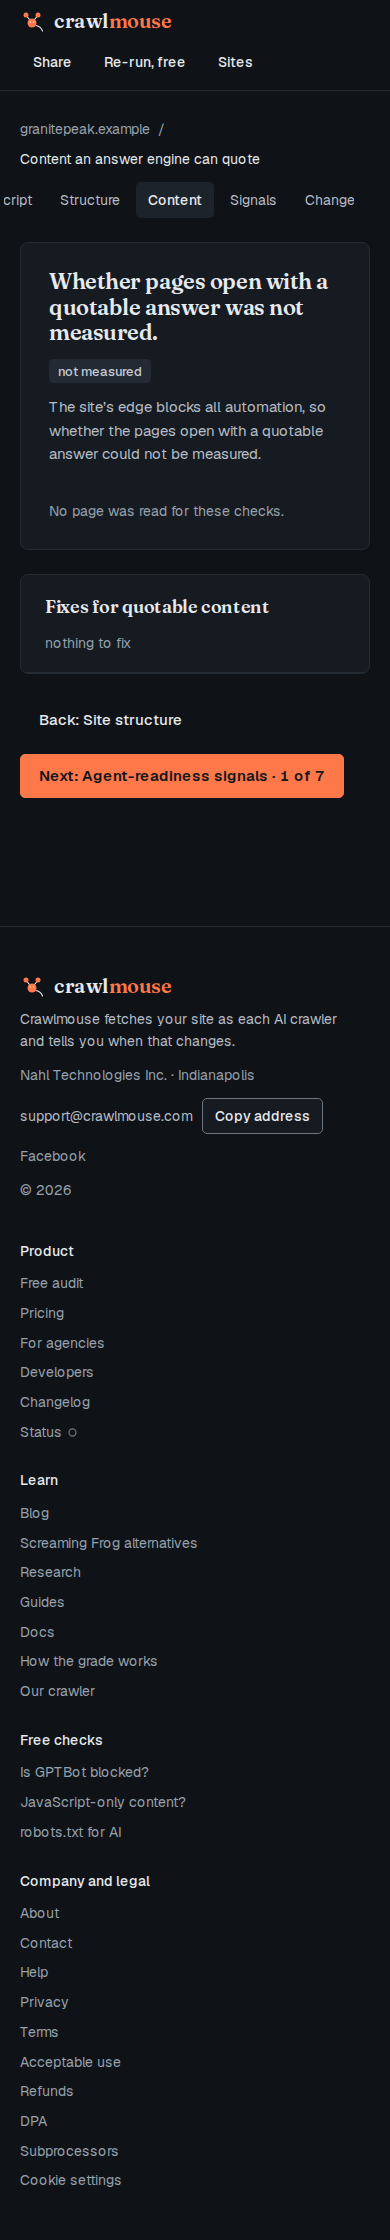 crawlmouse
Share Re-run, free Sites
granitepeak.example /
Content an answer engine can quote
cript Structure Content Signals Change
Whether pages open with a
quotable answer was not
measured.
not measured
The site's edge blocks all automation, so
whether the pages open with a quotable
answer could not be measured.
No page was read for these checks.
Fixes for quotable content
nothing to fix
Back: Site structure
Next: Agent-readiness signals · 1 of 7
crawlmouse
Crawlmouse fetches your site as each AI crawler
and tells you when that changes.
Nahl Technologies Inc. · Indianapolis
support@crawlmouse.com Copy address
Facebook
© 2026
Product
Free audit
Pricing
For agencies
Developers
Changelog
Status
Learn
Blog
Screaming Frog alternatives
Research
Guides
Docs
How the grade works
Our crawler
Free checks
Is GPTBot blocked?
JavaScript-only content?
robots.txt for AI
Company and legal
About
Contact
Help
Privacy
Terms
Acceptable use
Refunds
DPA
Subprocessors
Cookie settings